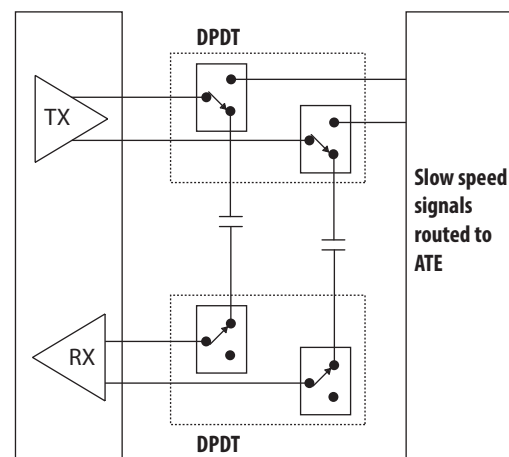 DPDT
TX
Slow speed
signals
routed to
ATE
RX
DPDT